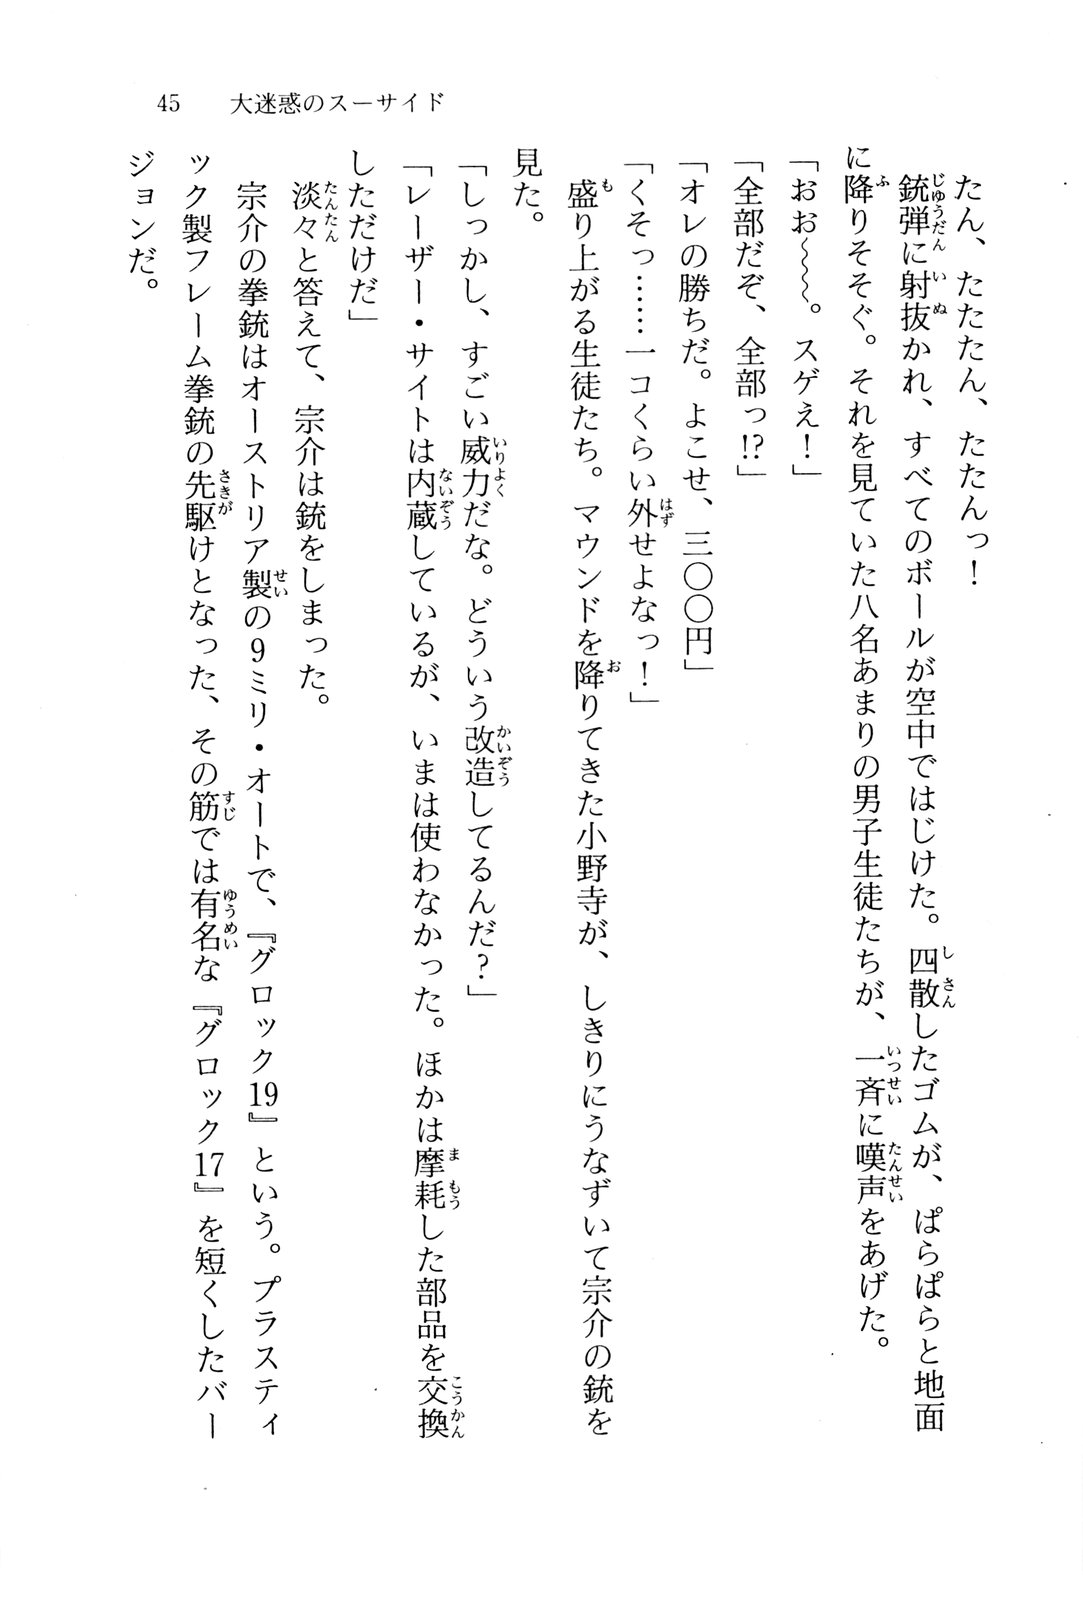 45　大迷惑のスーサイド
たん、たたたん、たたんっ！
銃弾に射抜かれ、すべてのボールが空中ではじけた。四散したゴムが、ぱらぱらと地面
に降りそそぐ。それを見ていた八名あまりの男子生徒たちが、一斉に嘆声をあげた。
「おお〜〜〜。スゲえ！」
「全部だぞ、全部っ!?」
「オレの勝ちだ。よこせ、三〇〇円」
「くそっ……一コくらい外せよなっ！」
盛り上がる生徒たち。マウンドを降りてきた小野寺が、しきりにうなずいて宗介の銃を
見た。
「しっかし、すごい威力だな。どういう改造してるんだ？」
「レーザー・サイトは内蔵しているが、いまは使わなかった。ほかは摩耗した部品を交換
しただけだ」
淡々と答えて、宗介は銃をしまった。
宗介の拳銃はオーストリア製の9ミリ・オートで、『グロック19』という。プラスティ
ック製フレーム拳銃の先駆けとなった、その筋では有名な『グロック17』を短くしたバー
ジョンだ。